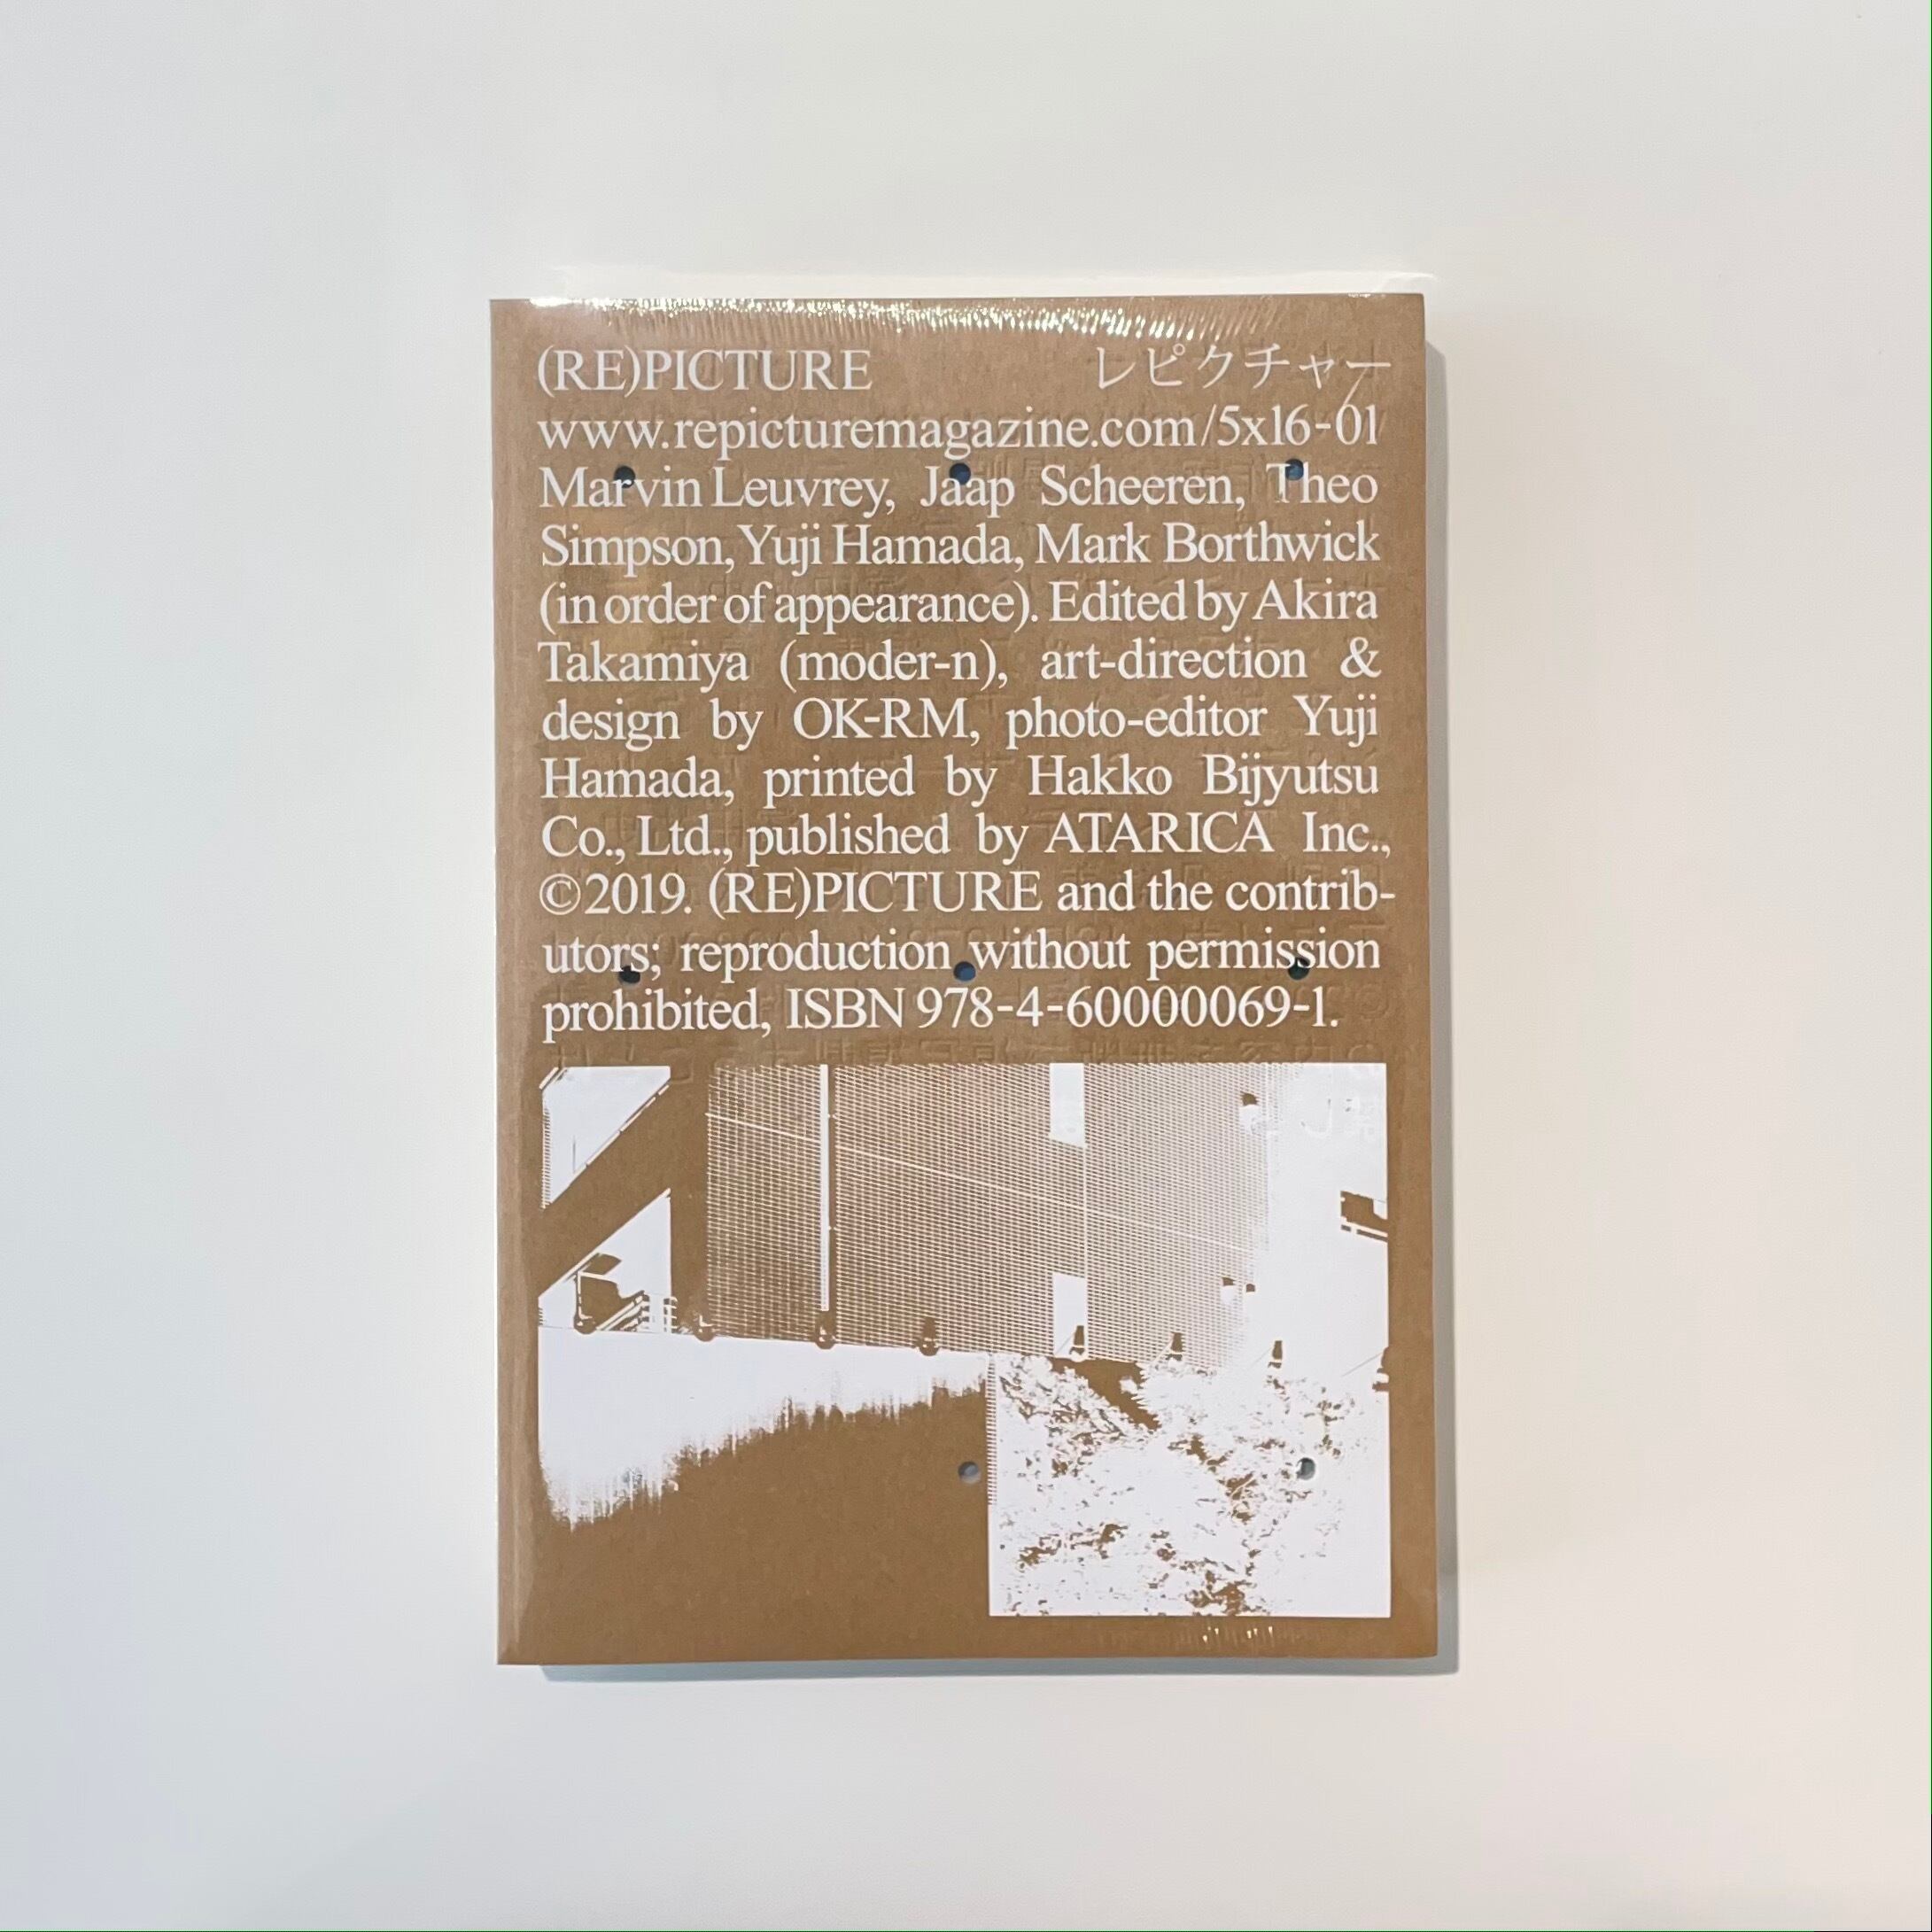 (RE)PICTURE レピクチャー
www.repicturemagazine.com/5x16-01
Marvin Leuvrey, Jaap Scheeren, Theo
Simpson, Yuji Hamada, Mark Borthwick
(in order of appearance). Edited by Akira
Takamiya (moder-n), art-direction &
design by OK-RM, photo-editor Yuji
Hamada, printed by Hakko Bijyutsu
Co., Ltd., published by ATARICA Inc.,
©2019. (RE)PICTURE and the contrib-
utors; reproduction without permission
prohibited, ISBN 978-4-60000069-1.